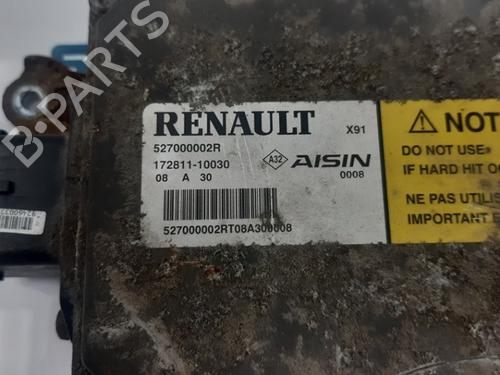 B-PARTS
RENAULT
X91
527000002R
172811-10030
08 A 30
A32
AISIN
0008
527000002RT08A300008
NOT
DO NOT USE
IF HARD HIT OC
NE PAS UTILIS
IMPORTANT